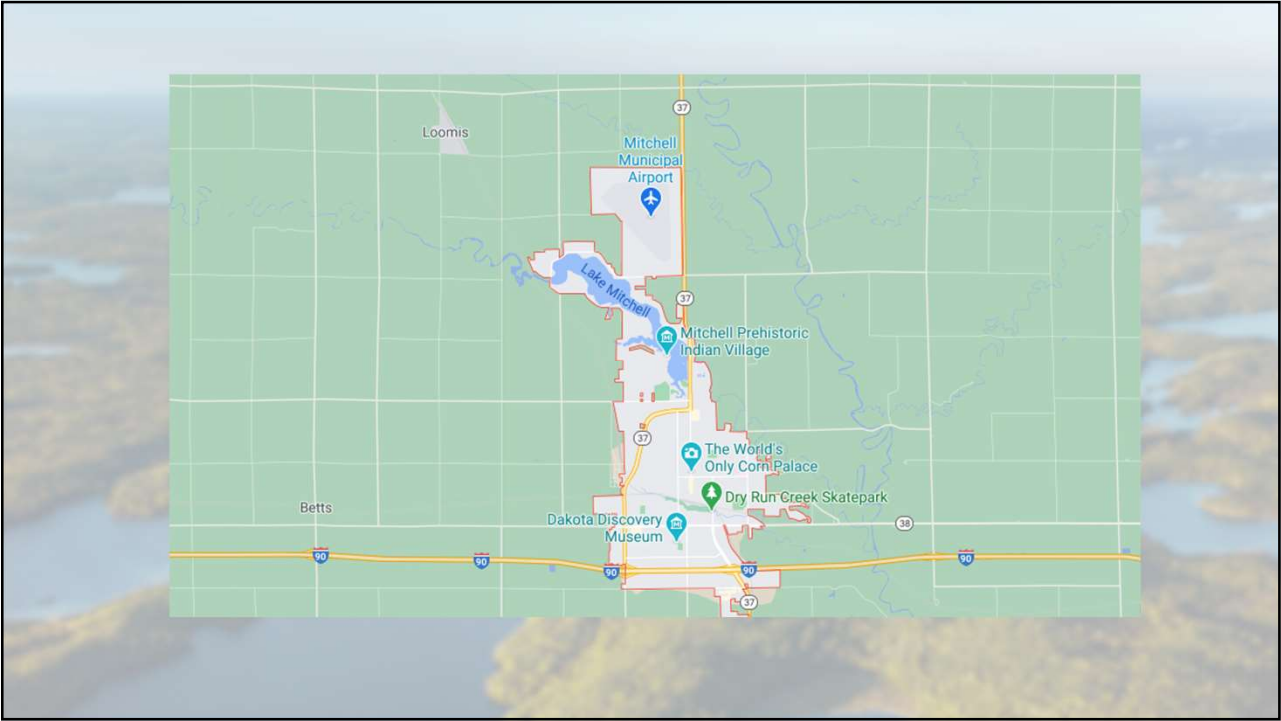 37
Loomis
Mitchell
Municipal
Airport
Lake Mitchell
37
Mitchell Prehistoric
Indian Village
37
The World's
Only Corn Palace
Dry Run Creek Skatepark
Betts
Dakota Discovery
Museum
38
90
90
90
90
90
37